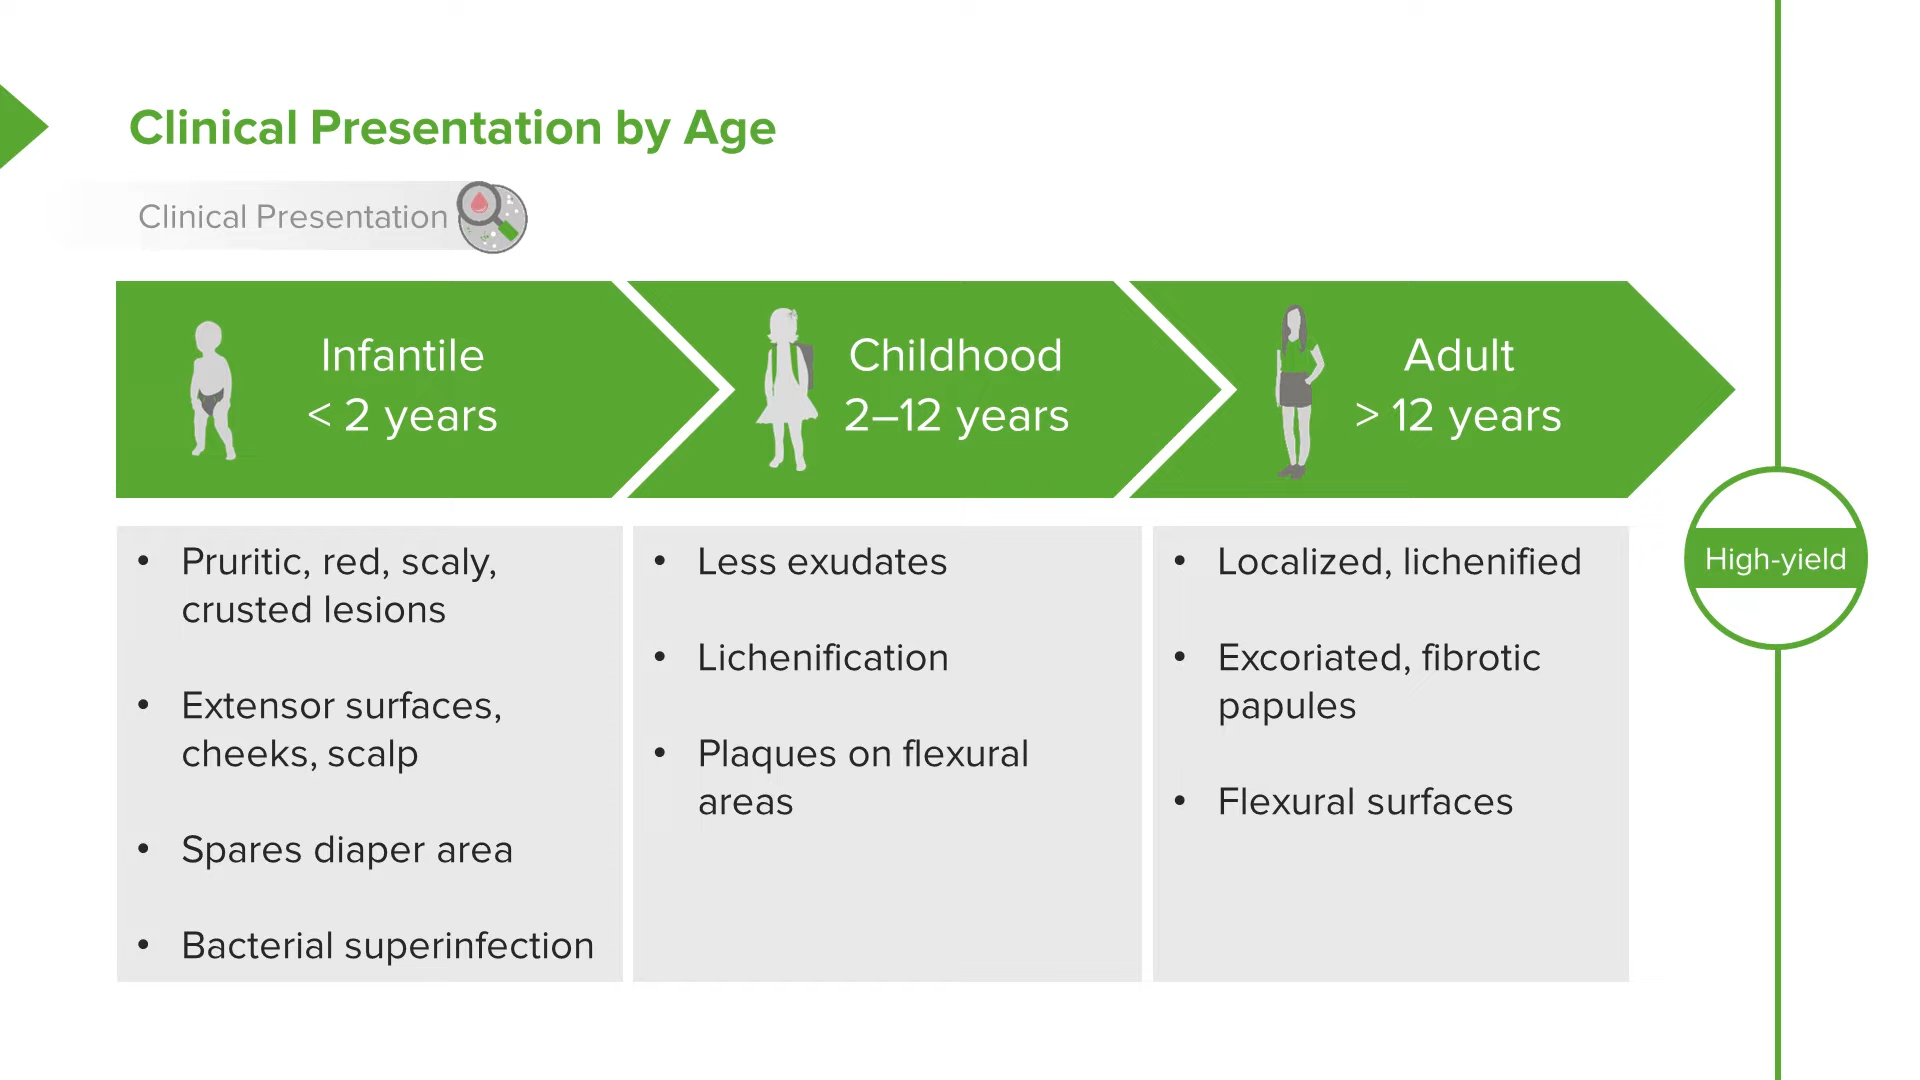 Clinical Presentation by Age
Clinical Presentation
Infantile
< 2 years
Childhood
2–12 years
Adult
> 12 years
• Pruritic, red, scaly,
crusted lesions
• Extensor surfaces,
cheeks, scalp
• Spares diaper area
• Bacterial superinfection
• Less exudates
• Lichenification
• Plaques on flexural
areas
• Localized, lichenified
• Excoriated, fibrotic
papules
• Flexural surfaces
High-yield